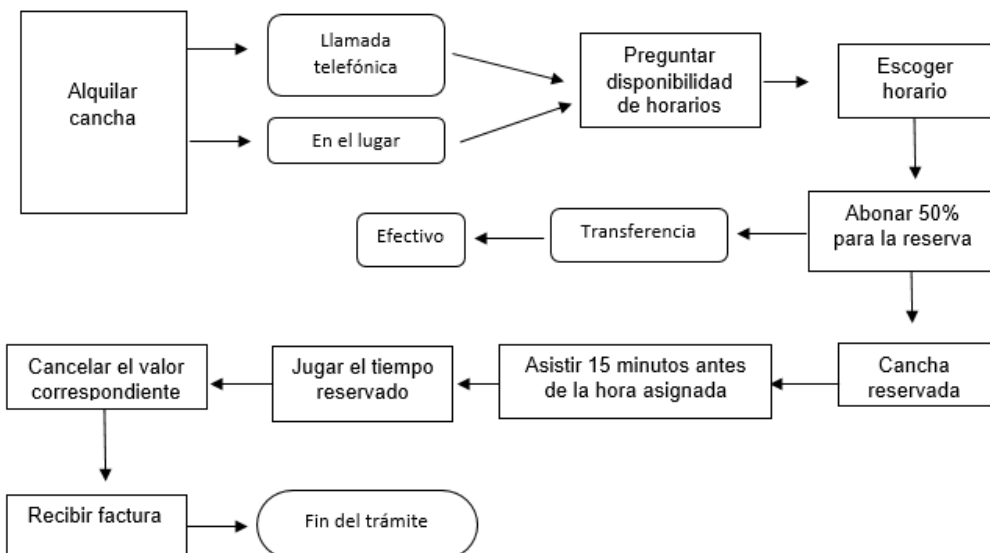 Alquilar
cancha
Llamada
telefónica
En el lugar
Preguntar
disponibilidad
de horarios
Escoger
horario
Abonar 50%
para la reserva
Transferencia
Efectivo
Cancha
reservada
Asistir 15 minutos antes
de la hora asignada
Jugar el tiempo
reservado
Cancelar el valor
correspondiente
Recibir factura
Fin del trámite